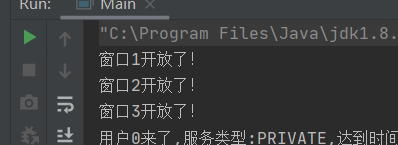 Run: Main
"C:\Program Files\Java\jdk1.8.
窗口1开放了!
窗口2开放了!
窗口3开放了!
用户0来了,服务类型:PRIVATE,达到时间